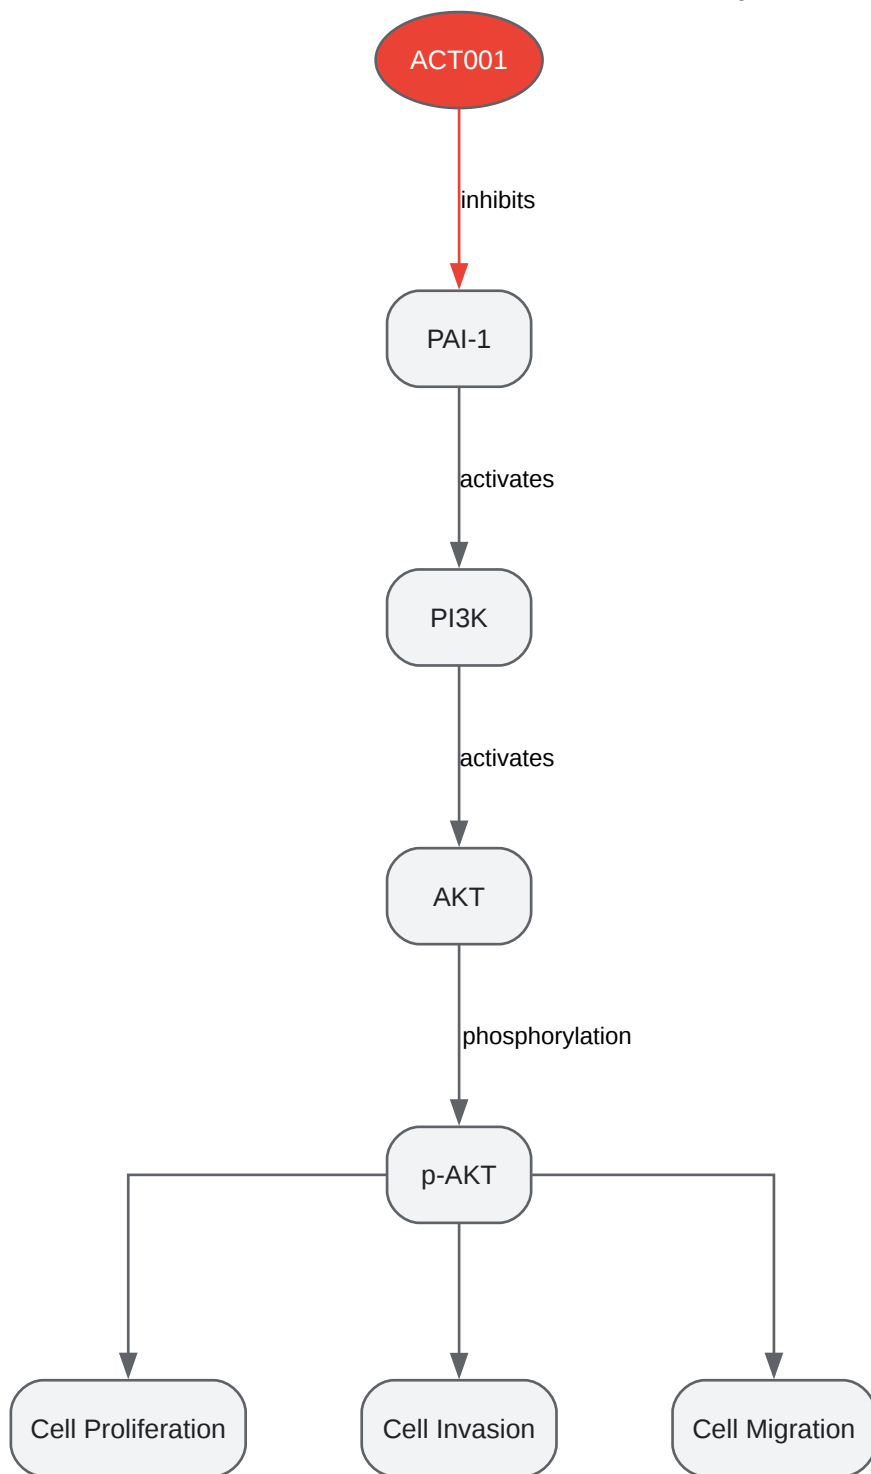 ACT001
inhibits
PAI-1
activates
PI3K
activates
AKT
phosphorylation
p-AKT
Cell Proliferation
Cell Invasion
Cell Migration